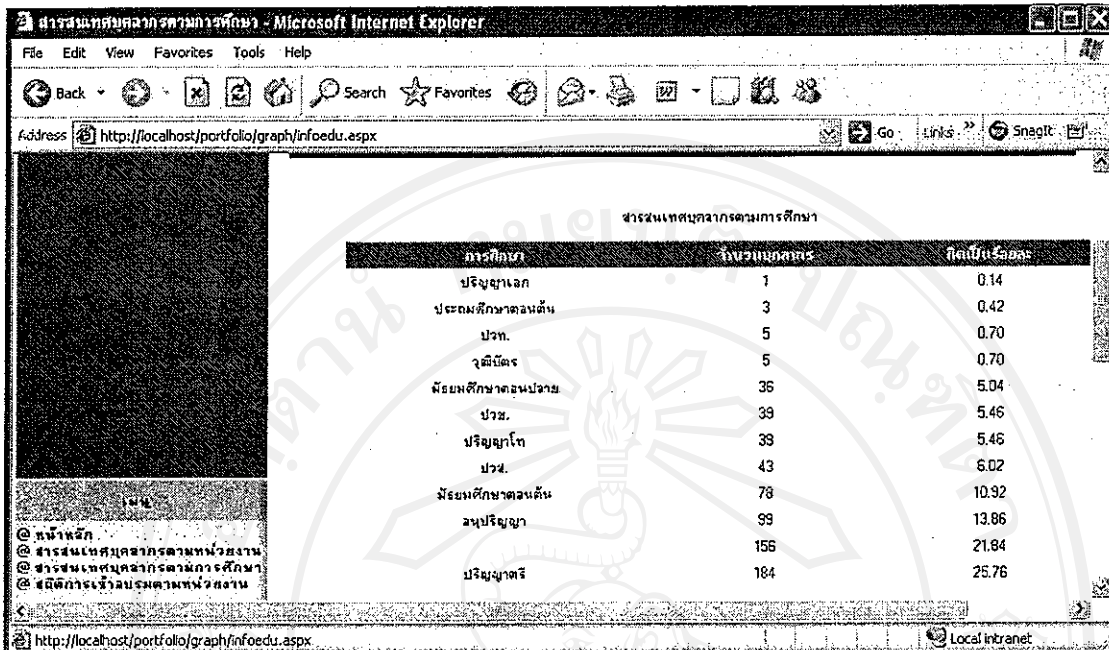 สารสนเทศบุคลากรตามการศึกษา - Microsoft Internet Explorer
File Edit View Favorites Tools Help
Back Search Favorites
Address http://localhost/portfolio/graph/infoedu.aspx Go Links » SnagIt
สารสนเทศบุคลากรตามการศึกษา
การศึกษา จำนวนบุคลากร คิดเป็นร้อยละ
ปริญญาเอก 1 0.14
ประถมศึกษาตอนต้น 3 0.42
ปวท. 5 0.70
วุฒิบัตร 5 0.70
มัธยมศึกษาตอนปลาย 36 5.04
ปวช. 39 5.46
ปริญญาโท 39 5.46
ปวส. 43 6.02
มัธยมศึกษาตอนต้น 78 10.92
อนุปริญญา 99 13.86
156 21.84
ปริญญาตรี 184 25.76
เมนู
@ หน้าหลัก
@ สารสนเทศบุคลากรตามหน่วยงาน
@ สารสนเทศบุคลากรตามการศึกษา
@ สถิติการเข้าอบรมตามหน่วยงาน
http://localhost/portfolio/graph/infoedu.aspx Local intranet